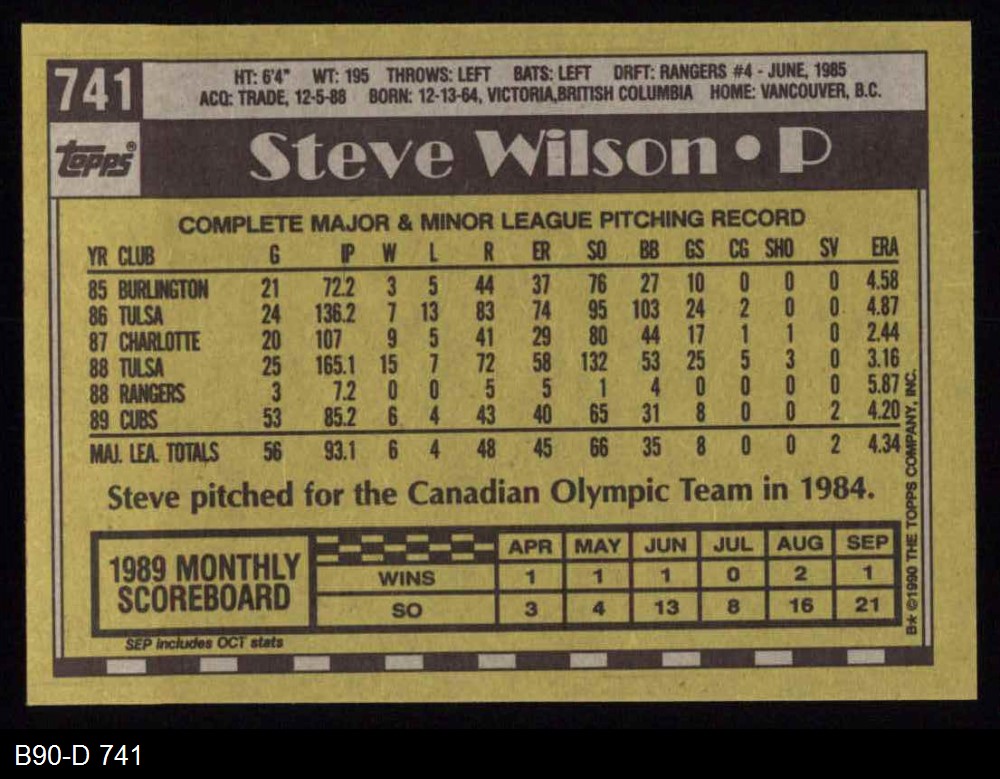 741
HT: 6'4" WT: 195 THROWS: LEFT BATS: LEFT DRFT: RANGERS #4 - JUNE, 1985
ACQ: TRADE, 12-5-88 BORN: 12-13-64, VICTORIA,BRITISH COLUMBIA HOME: VANCOUVER, B.C.
topps®
Steve Wilson • P
COMPLETE MAJOR & MINOR LEAGUE PITCHING RECORD
YR CLUB G IP W L R ER SO BB GS CG SHO SV ERA
85 BURLINGTON 21 72.2 3 5 44 37 76 27 10 0 0 0 4.58
86 TULSA 24 136.2 7 13 83 74 95 103 24 2 0 0 4.87
87 CHARLOTTE 20 107 9 5 41 29 80 44 17 1 1 0 2.44
88 TULSA 25 165.1 15 7 72 58 132 53 25 5 3 0 3.16
88 RANGERS 3 7.2 0 0 5 5 1 4 0 0 0 0 5.87
89 CUBS 53 85.2 6 4 43 40 65 31 8 0 0 2 4.20
MAJ. LEA. TOTALS 56 93.1 6 4 48 45 66 35 8 0 0 2 4.34
Steve pitched for the Canadian Olympic Team in 1984.
1989 MONTHLY
SCOREBOARD
APR MAY JUN JUL AUG SEP
WINS 1 1 1 0 2 1
SO 3 4 13 8 16 21
SEP includes OCT stats
B* ©1990 THE TOPPS COMPANY, INC.
B90-D 741